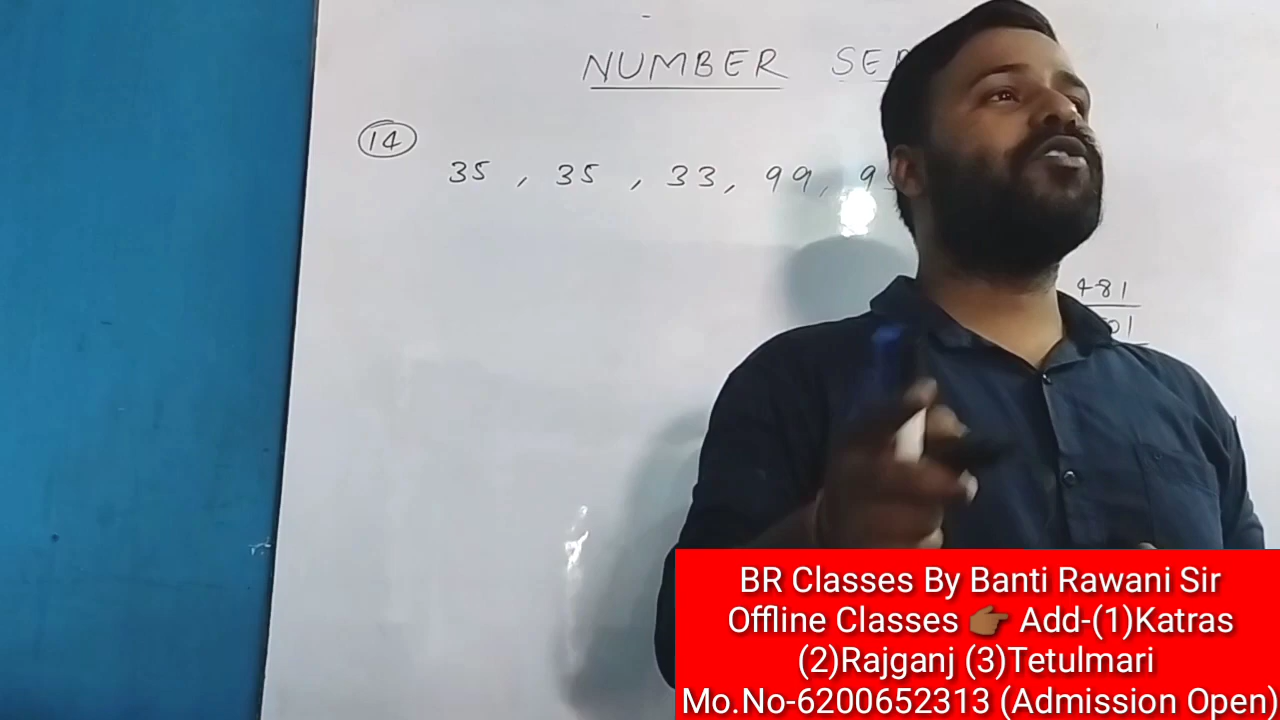 NUMBER
14
35 , 35 , 33, 99,
481
BR Classes By Banti Rawani Sir
Offline Classes 👉🏾 Add-(1)Katras
(2)Rajganj (3)Tetulmari
Mo.No-6200652313 (Admission Open)